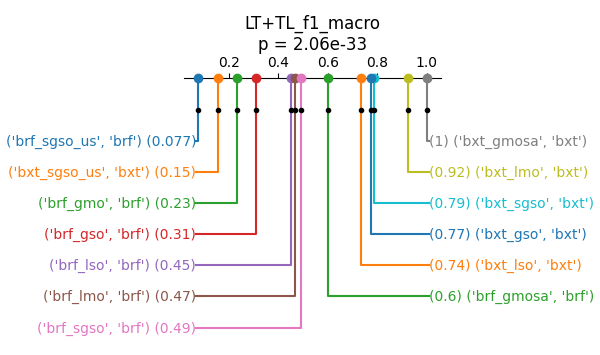 LT+TL_f1_macro
p = 2.06e-33
0.2 0.4 0.6 0.8 1.0
('brf_sgso_us', 'brf') (0.077)
(1) ('bxt_gmosa', 'bxt')
('bxt_sgso_us', 'bxt') (0.15)
(0.92) ('bxt_lmo', 'bxt')
('brf_gmo', 'brf') (0.23)
(0.79) ('bxt_sgso', 'bxt')
('brf_gso', 'brf') (0.31)
(0.77) ('bxt_gso', 'bxt')
('brf_lso', 'brf') (0.45)
(0.74) ('bxt_lso', 'bxt')
('brf_lmo', 'brf') (0.47)
(0.6) ('brf_gmosa', 'brf')
('brf_sgso', 'brf') (0.49)